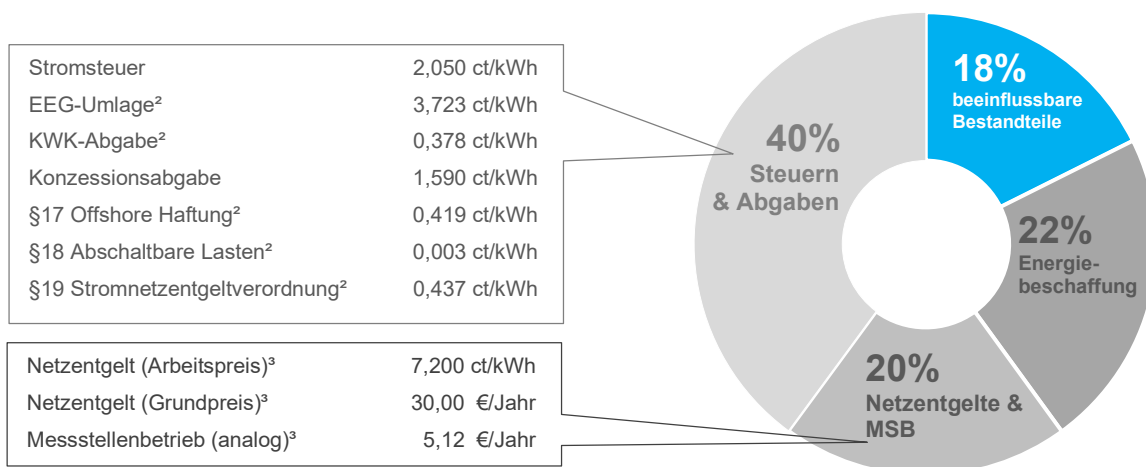 Stromsteuer 2,050 ct/kWh
EEG-Umlage² 3,723 ct/kWh
KWK-Abgabe² 0,378 ct/kWh
Konzessionsabgabe 1,590 ct/kWh
§17 Offshore Haftung² 0,419 ct/kWh
§18 Abschaltbare Lasten² 0,003 ct/kWh
§19 Stromnetzentgeltverordnung² 0,437 ct/kWh
Netzentgelt (Arbeitspreis)³ 7,200 ct/kWh
Netzentgelt (Grundpreis)³ 30,00 €/Jahr
Messstellenbetrieb (analog)³ 5,12 €/Jahr
40%
Steuern
& Abgaben
18%
beeinflussbare
Bestandteile
22%
Energie-
beschaffung
20%
Netzentgelte &
MSB